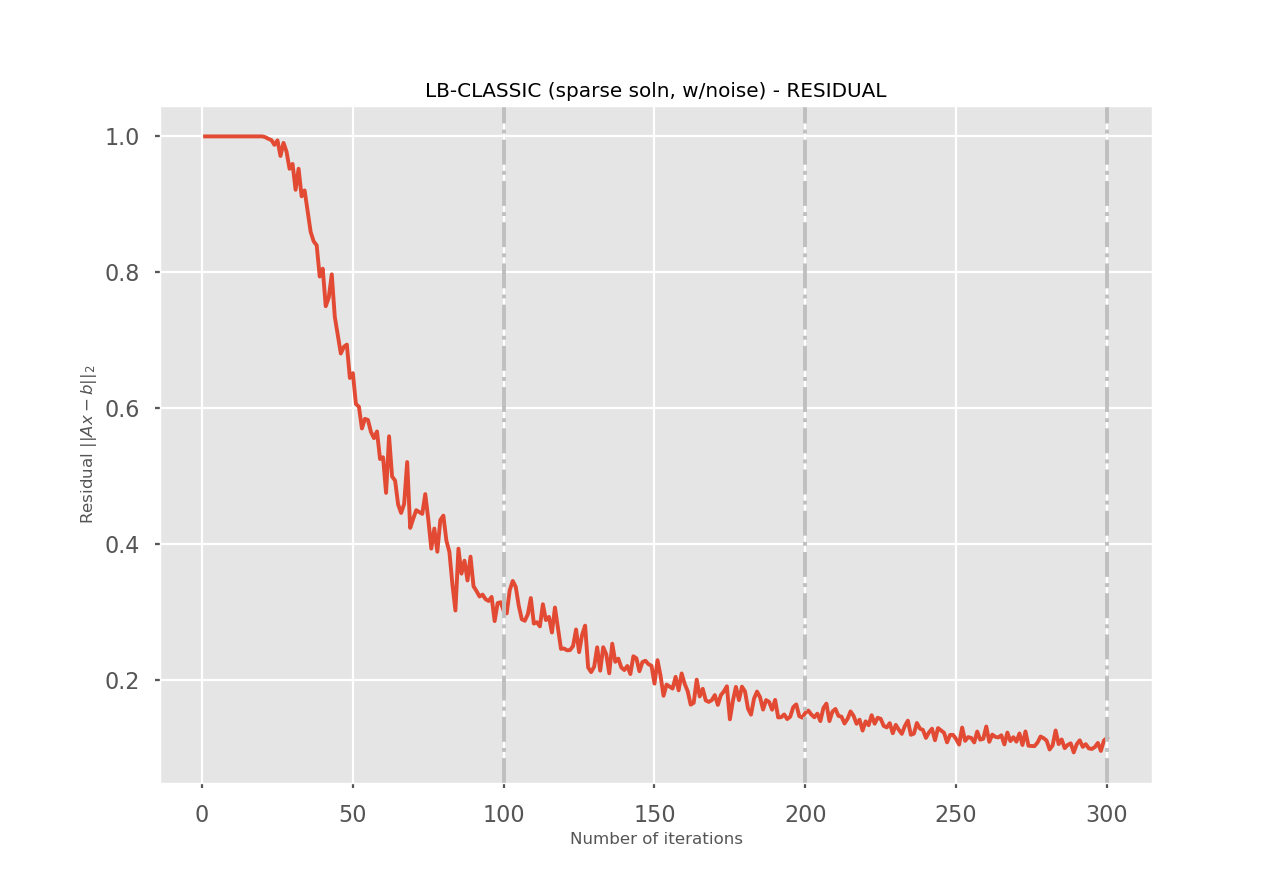 LB-CLASSIC (sparse soln, w/noise) - RESIDUAL
Residual ||Ax − b||₂
1.0
0.8
0.6
0.4
0.2
0 50 100 150 200 250 300
Number of iterations